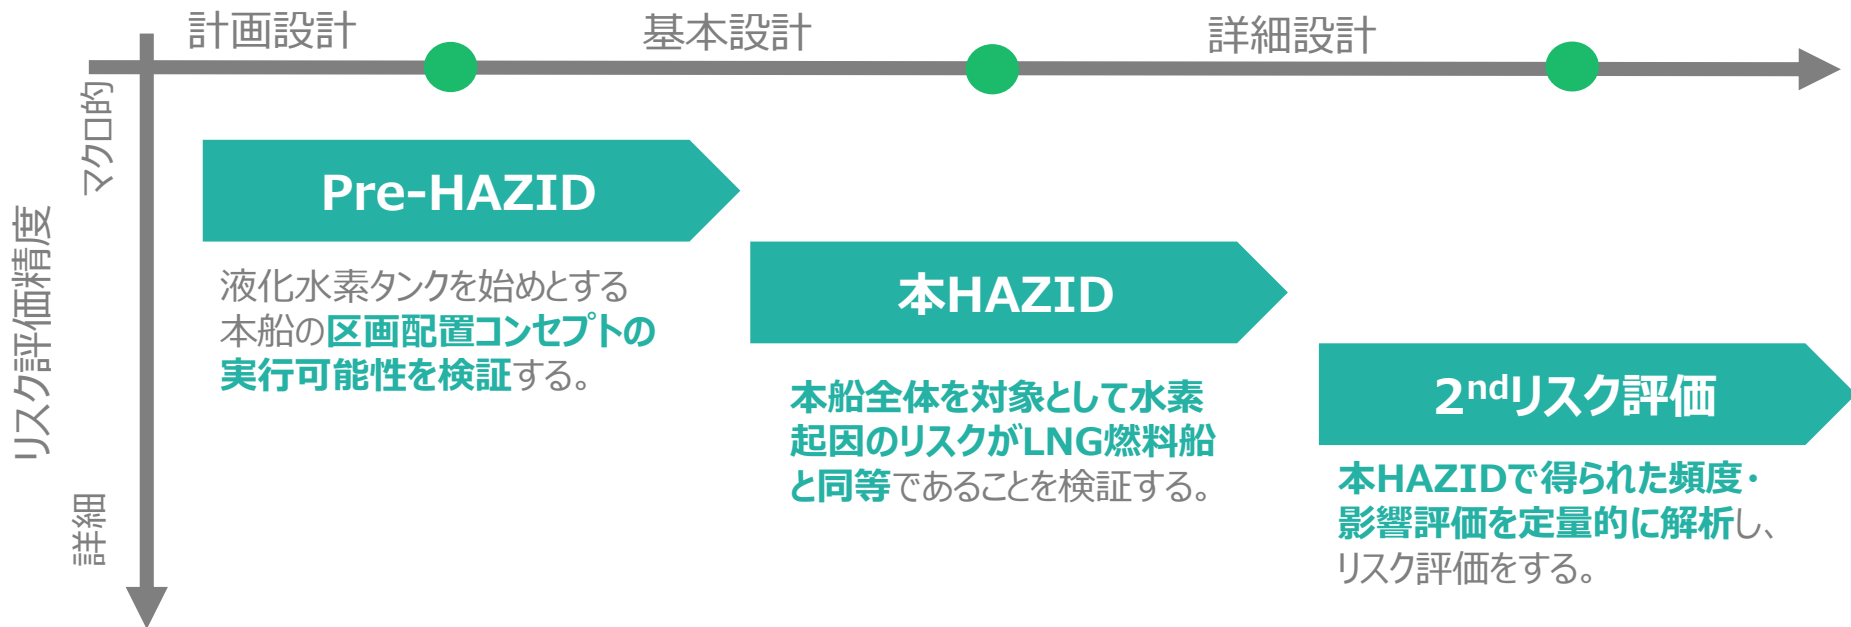 計画設計
基本設計
詳細設計
マクロ的
リスク評価精度
詳細
Pre-HAZID
液化水素タンクを始めとする
本船の区画配置コンセプトの
実行可能性を検証する。
本HAZID
本船全体を対象として水素
起因のリスクがLNG燃料船
と同等であることを検証する。
2ndリスク評価
本HAZIDで得られた頻度・
影響評価を定量的に解析し、
リスク評価をする。